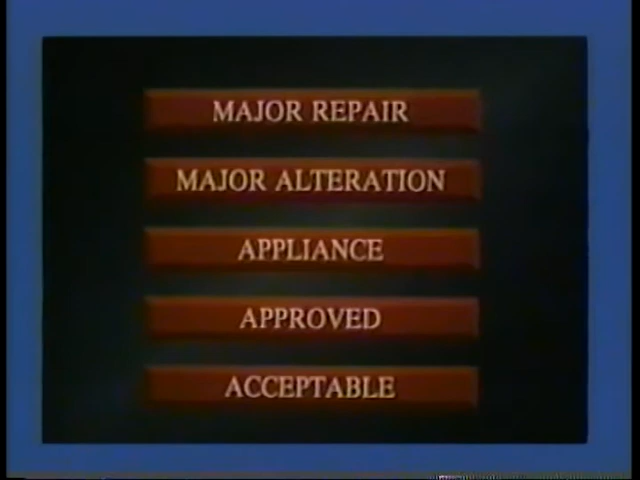 MAJOR REPAIR
MAJOR ALTERATION
APPLIANCE
APPROVED
ACCEPTABLE